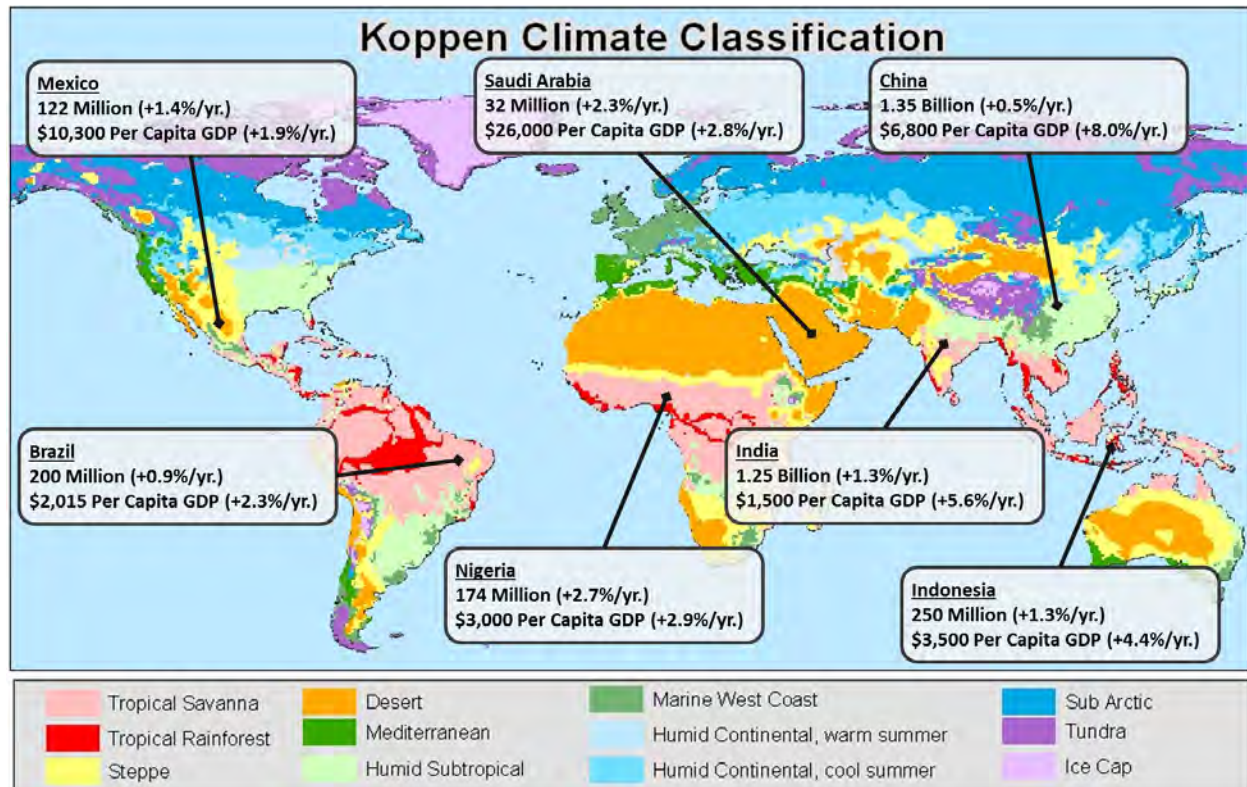 Koppen Climate Classification
Mexico
122 Million (+1.4%/yr.)
$10,300 Per Capita GDP (+1.9%/yr.)
Saudi Arabia
32 Million (+2.3%/yr.)
$26,000 Per Capita GDP (+2.8%/yr.)
China
1.35 Billion (+0.5%/yr.)
$6,800 Per Capita GDP (+8.0%/yr.)
Brazil
200 Million (+0.9%/yr.)
$2,015 Per Capita GDP (+2.3%/yr.)
India
1.25 Billion (+1.3%/yr.)
$1,500 Per Capita GDP (+5.6%/yr.)
Nigeria
174 Million (+2.7%/yr.)
$3,000 Per Capita GDP (+2.9%/yr.)
Indonesia
250 Million (+1.3%/yr.)
$3,500 Per Capita GDP (+4.4%/yr.)
Tropical Savanna
Tropical Rainforest
Steppe
Desert
Mediterranean
Humid Subtropical
Marine West Coast
Humid Continental, warm summer
Humid Continental, cool summer
Sub Arctic
Tundra
Ice Cap